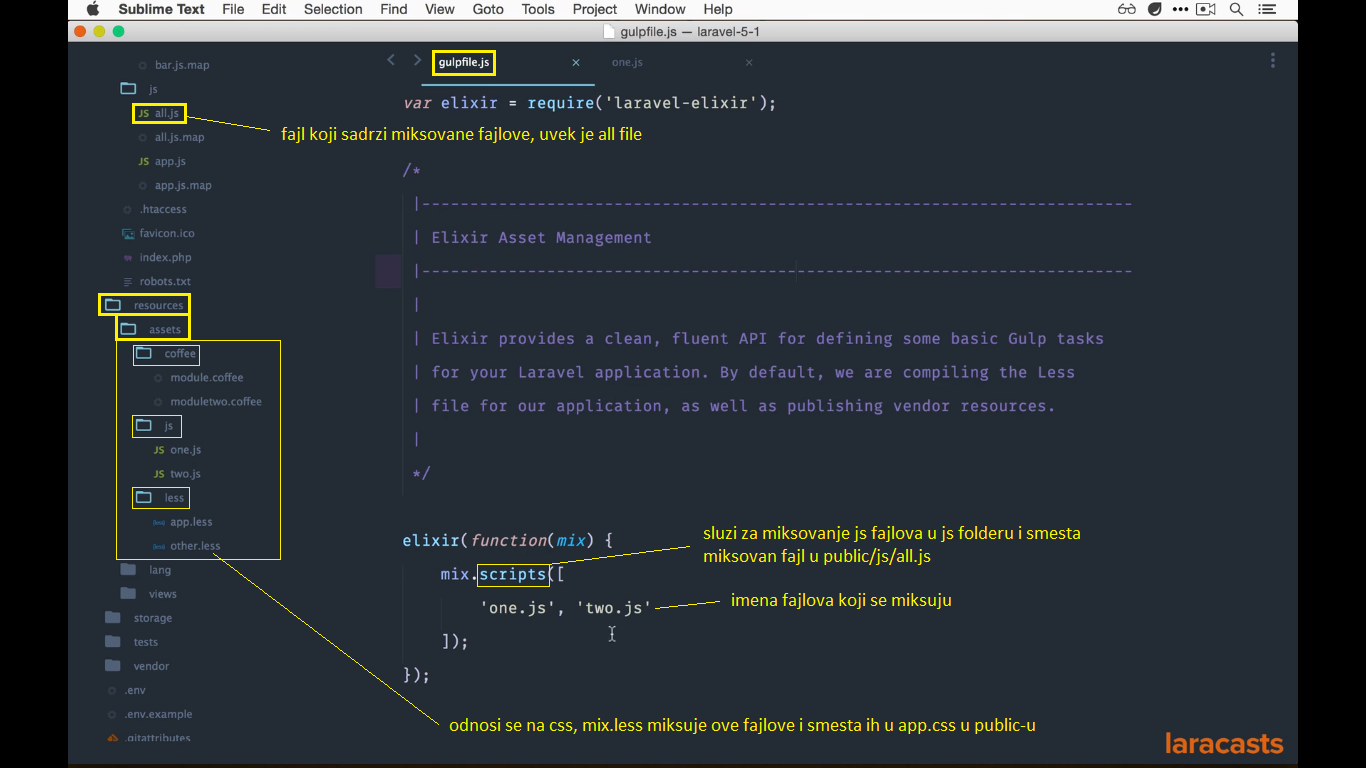 Sublime Text File Edit Selection Find View Goto Tools Project Window Help
gulpfile.js — laravel-5-1
bar.js.map
js
JS all.js
all.js.map
JS app.js
app.js.map
.htaccess
favicon.ico
index.php
robots.txt
resources
assets
coffee
module.coffee
moduletwo.coffee
js
JS one.js
JS two.js
less
app.less
other.less
lang
views
storage
tests
vendor
.env
.env.example
.gitattributes
gulpfile.js × one.js ×
var elixir = require('laravel-elixir');
fajl koji sadrzi miksovane fajlove, uvek je all file
/*
|--------------------------------------------------------------------------
| Elixir Asset Management
|--------------------------------------------------------------------------
|
| Elixir provides a clean, fluent API for defining some basic Gulp tasks
| for your Laravel application. By default, we are compiling the Less
| file for our application, as well as publishing vendor resources.
|
*/
elixir(function(mix) {
mix.scripts([
'one.js', 'two.js'
]);
});
sluzi za miksovanje js fajlova u js folderu i smesta
miksovan fajl u public/js/all.js
imena fajlova koji se miksuju
odnosi se na css, mix.less miksuje ove fajlove i smesta ih u app.css u public-u
laracasts